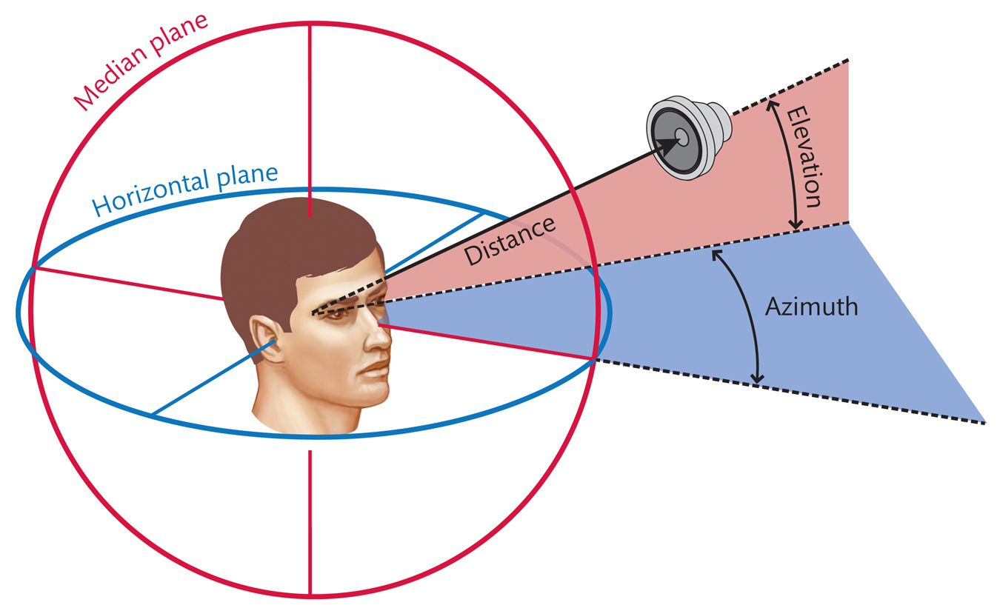 Median plane
Horizontal plane
Elevation
Distance
Azimuth